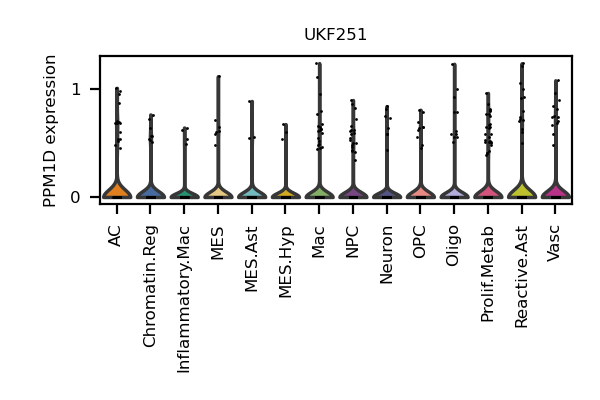 UKF251
PPM1D expression
1
0
AC
Chromatin.Reg
Inflammatory.Mac
MES
MES.Ast
MES.Hyp
Mac
NPC
Neuron
OPC
Oligo
Prolif.Metab
Reactive.Ast
Vasc